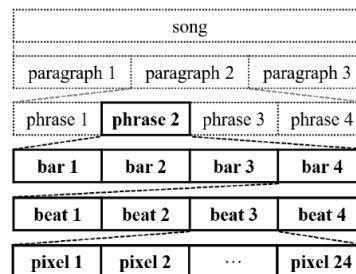 song
paragraph 1 paragraph 2 paragraph 3
phrase 1 phrase 2 phrase 3 phrase 4
bar 1 bar 2 bar 3 bar 4
beat 1 beat 2 beat 3 beat 4
pixel 1 pixel 2 ··· pixel 24